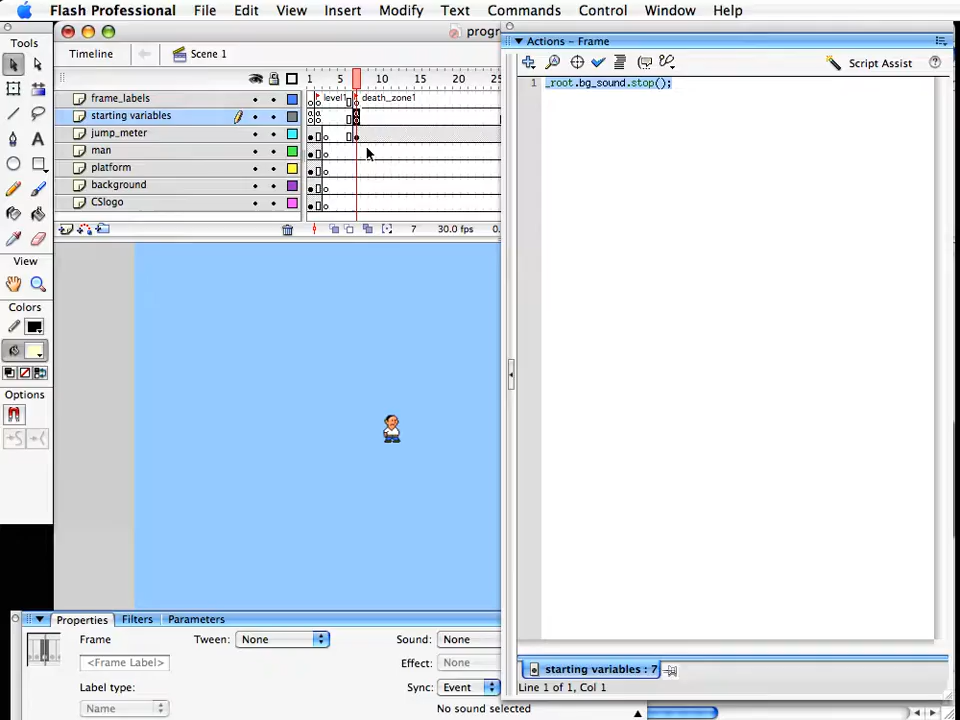 Flash Professional File Edit View Insert Modify Text Commands Control Window Help
Tools
View
Colors
Options
progr
Timeline
Scene 1
1 5 10 15 20 25
frame_labels
level1
death_zone1
starting variables
jump_meter
man
platform
background
CSlogo
7 30.0 fps 0.
Actions - Frame
Script Assist
1 _root.bg_sound.stop();
starting variables : 7
Line 1 of 1, Col 1
Properties Filters Parameters
Frame Tween: None Sound: None
<Frame Label> Effect: None
Label type: Sync: Event
Name No sound selected